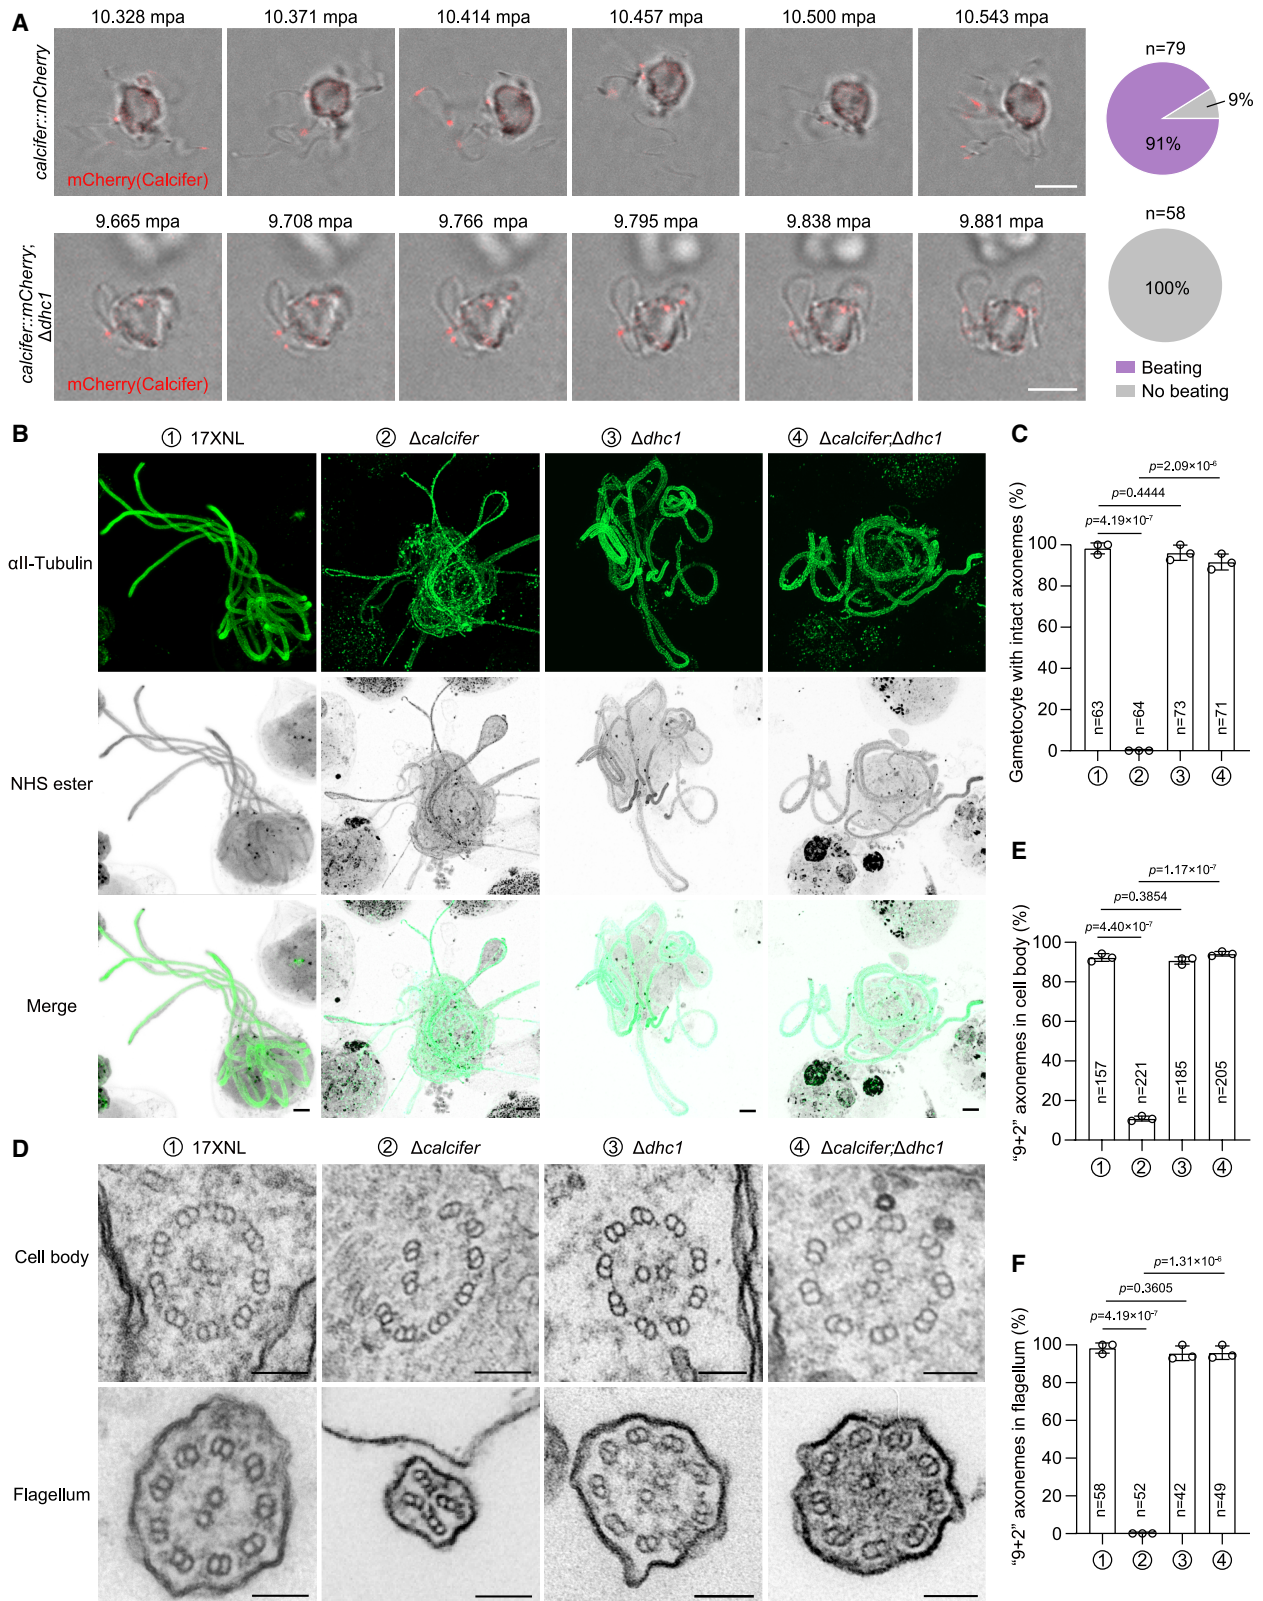 A
10.328 mpa 10.371 mpa 10.414 mpa 10.457 mpa 10.500 mpa 10.543 mpa
calcifer::mCherry
mCherry(Calcifer)
n=79
9%
91%
9.665 mpa 9.708 mpa 9.766 mpa 9.795 mpa 9.838 mpa 9.881 mpa
calcifer::mCherry;
Δdhc1
mCherry(Calcifer)
n=58
100%
Beating
No beating
B
① 17XNL ② Δcalcifer ③ Δdhc1 ④ Δcalcifer;Δdhc1
αII-Tubulin
NHS ester
Merge
C
Gametocyte with intact axonemes (%)
p=2.09×10⁻⁶
p=0.4444
p=4.19×10⁻⁷
100
80
60
40
20
0
n=63 n=64 n=73 n=71
① ② ③ ④
D
① 17XNL ② Δcalcifer ③ Δdhc1 ④ Δcalcifer;Δdhc1
Cell body
Flagellum
E
“9+2” axonemes in cell body (%)
p=1.17×10⁻⁷
p=0.3854
p=4.40×10⁻⁷
100
80
60
40
20
0
n=157 n=221 n=185 n=205
① ② ③ ④
F
“9+2” axonemes in flagellum (%)
p=1.31×10⁻⁶
p=0.3605
p=4.19×10⁻⁷
100
80
60
40
20
0
n=58 n=52 n=42 n=49
① ② ③ ④